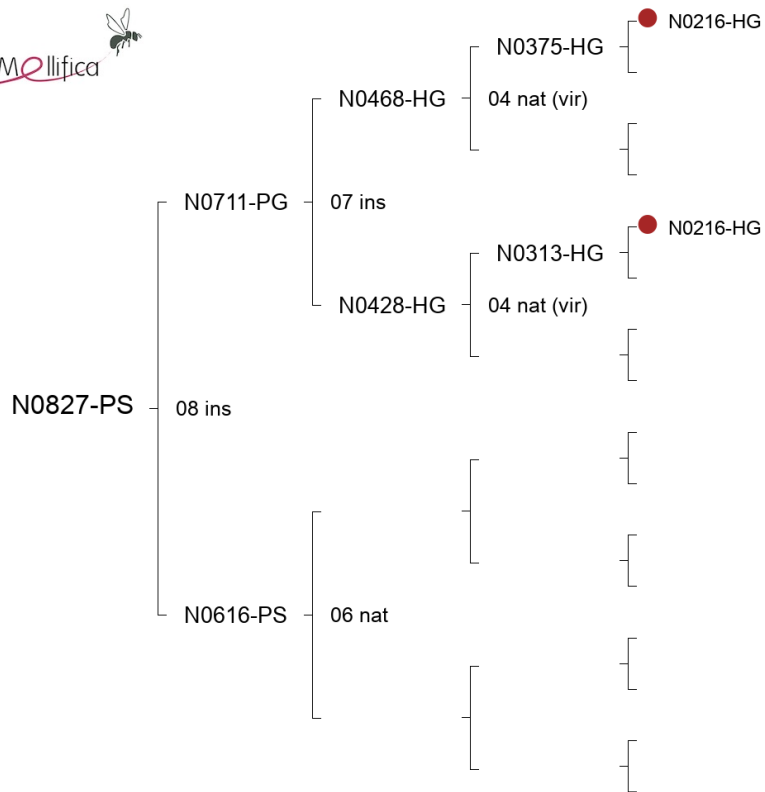 Mellifica
N0216-HG
N0375-HG
N0468-HG
04 nat (vir)
N0711-PG
07 ins
N0216-HG
N0313-HG
N0428-HG
04 nat (vir)
N0827-PS
08 ins
N0616-PS
06 nat